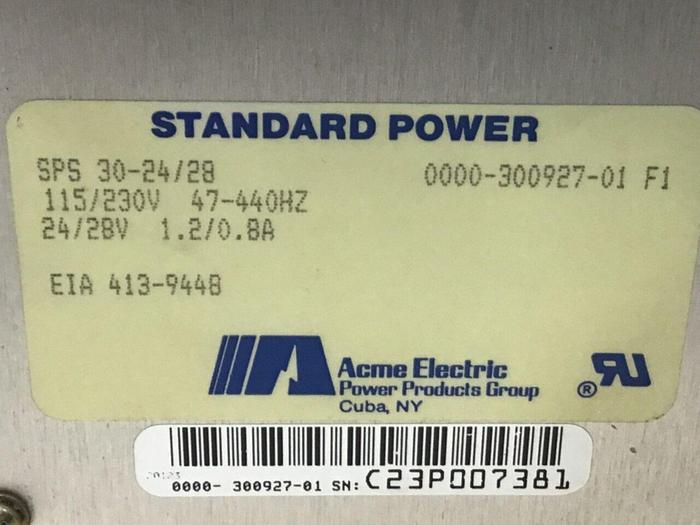 STANDARD POWER
SPS 30-24/28 0000-300927-01 F1
115/230V 47-440HZ
24/28V 1.2/0.8A
EIA 413-9448
Acme Electric
Power Products Group
Cuba, NY
®
0000- 300927-01 SN: C23P007381